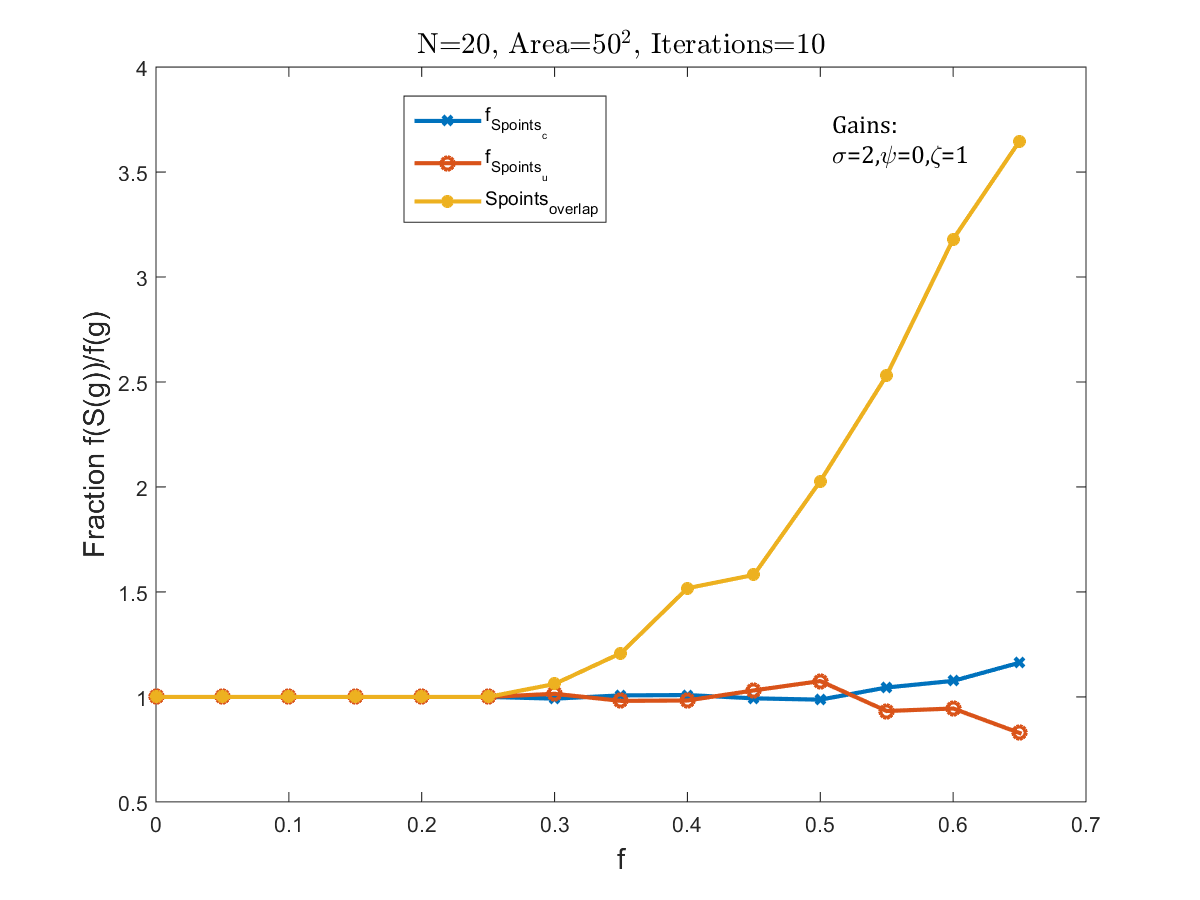 N=20, Area=50², Iterations=10
4
3.5
3
2.5
2
1.5
1
0.5
Fraction f(S(g))/f(g)
f_Spoints_c
f_Spoints_u
Spoints_overlap
Gains:
σ=2,ψ=0,ζ=1
0 0.1 0.2 0.3 0.4 0.5 0.6 0.7
f